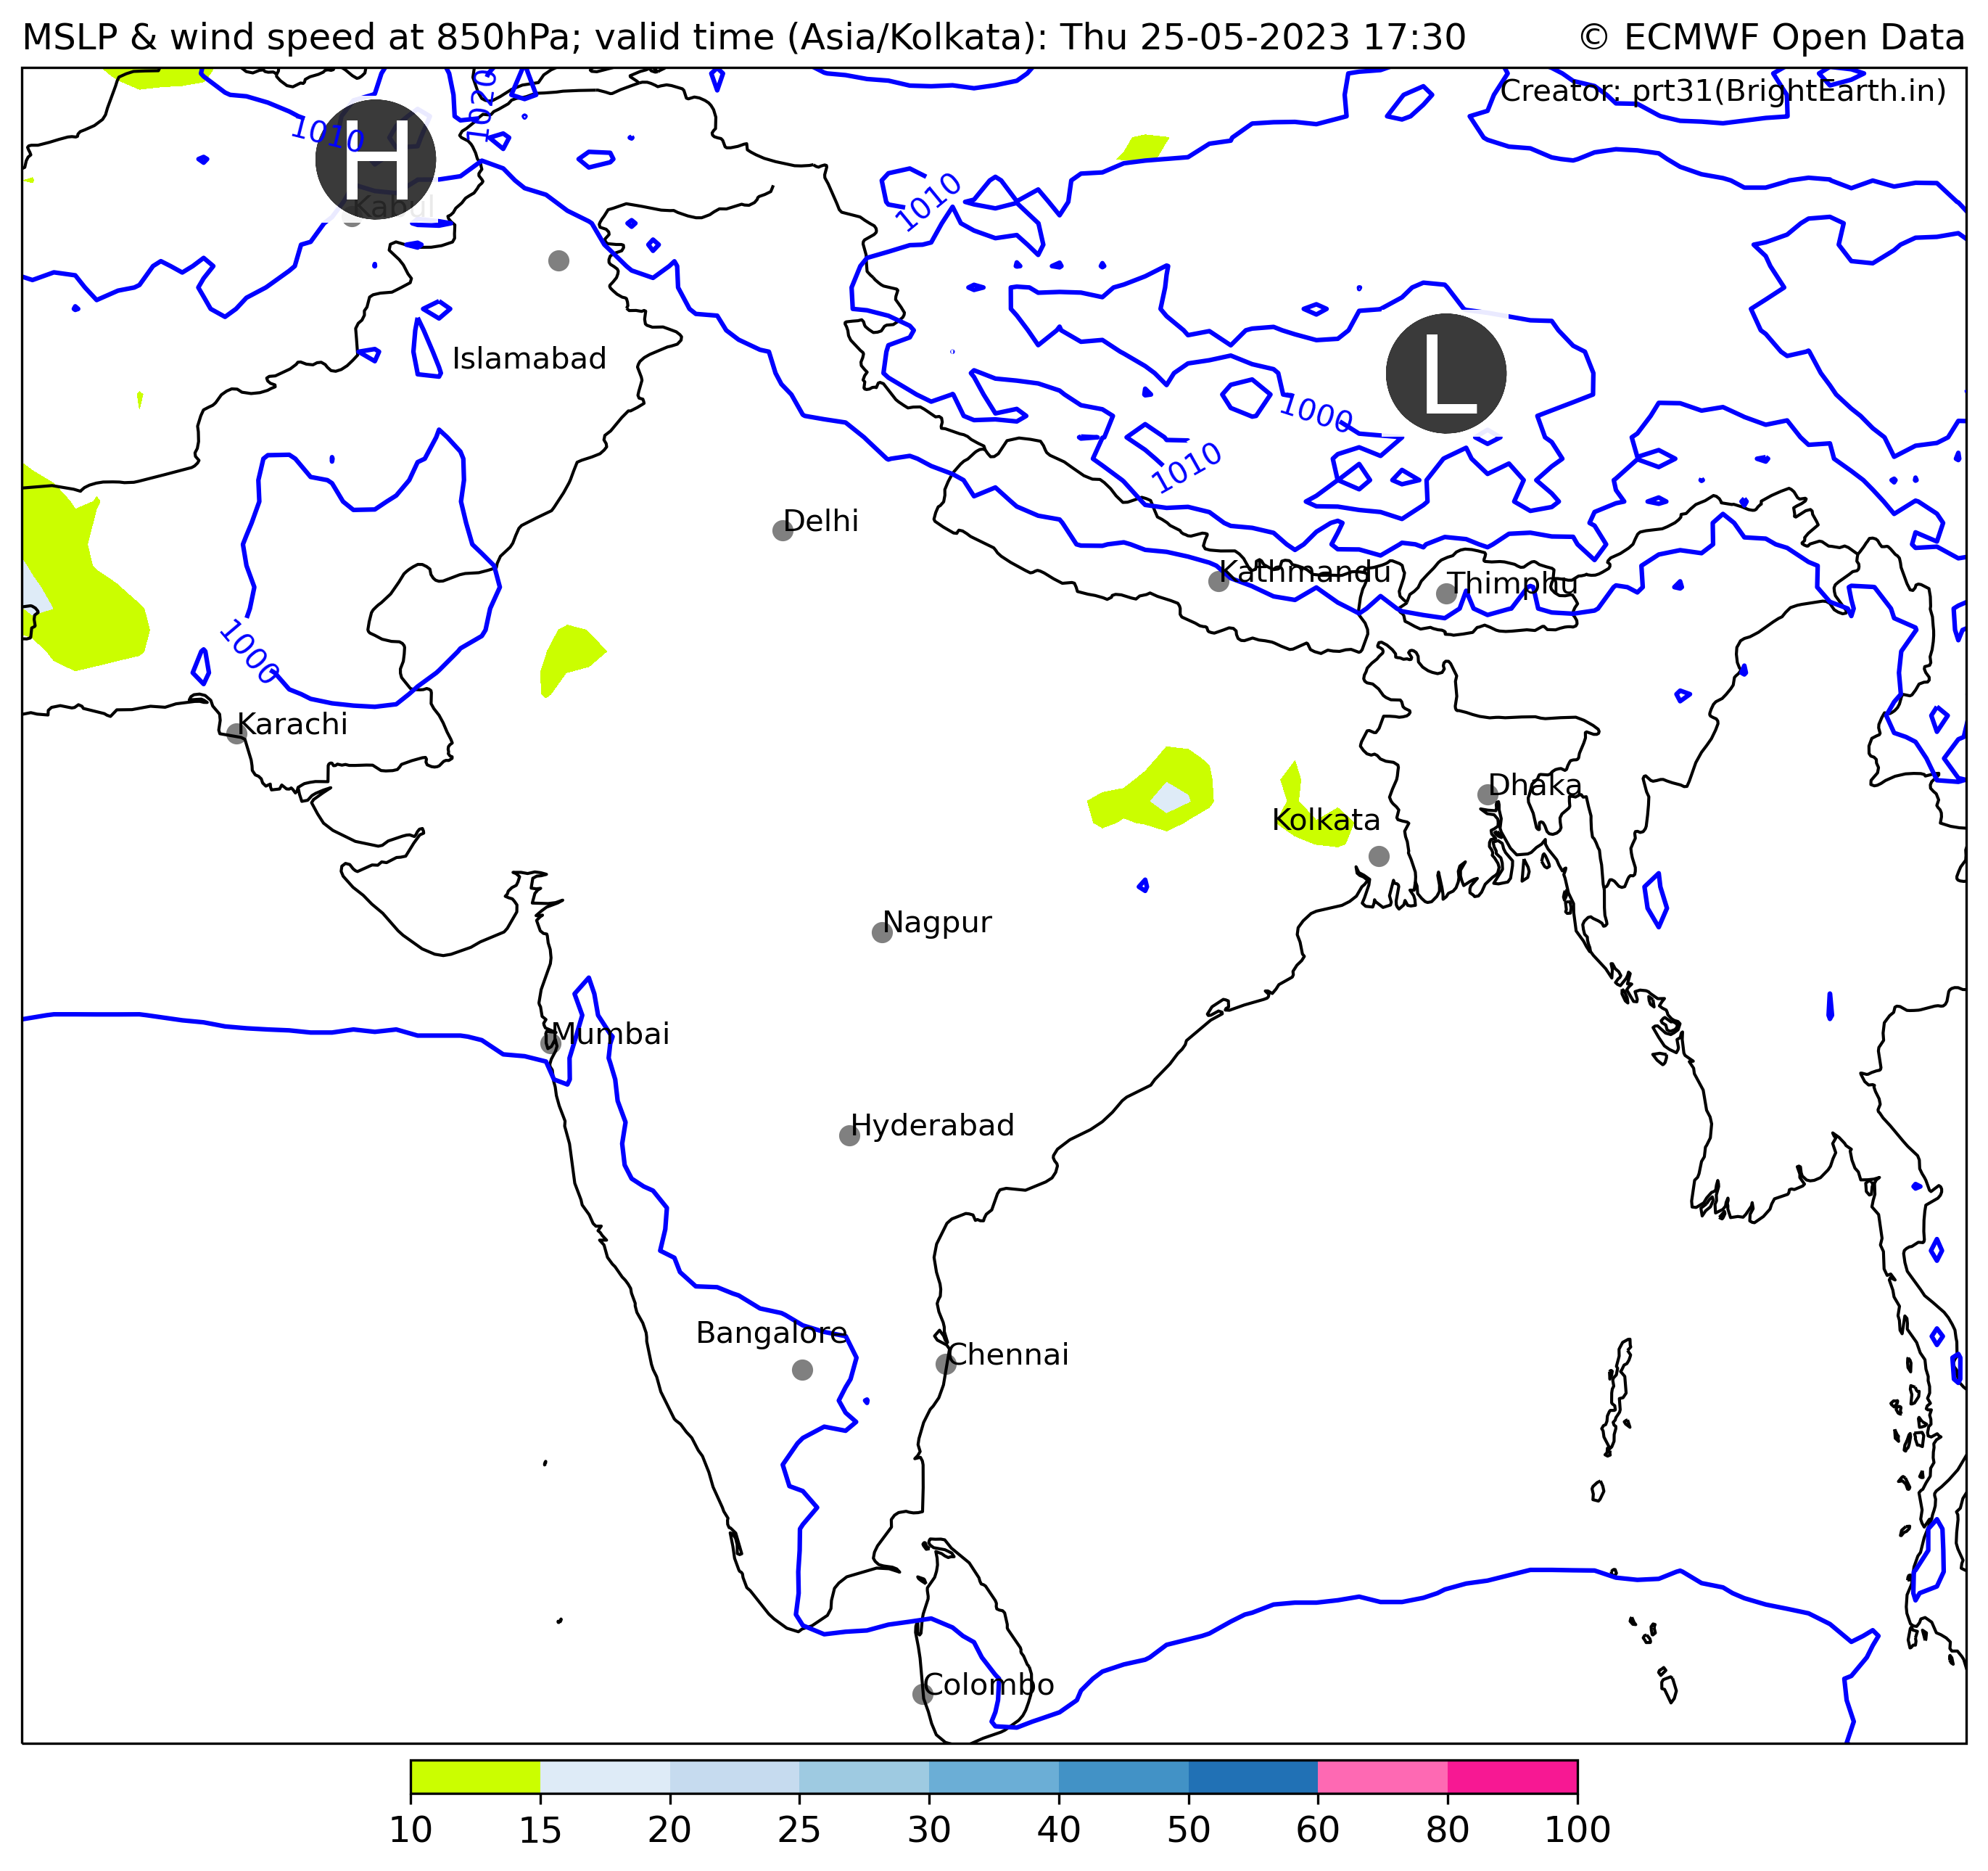 MSLP & wind speed at 850hPa; valid time (Asia/Kolkata): Thu 25-05-2023 17:30
© ECMWF Open Data
Creator: prt31(BrightEarth.in)
1020
1010
H
Kabul
1010
Islamabad
L
1000
1010
Delhi
Kathmandu
Thimphu
1000
Karachi
Dhaka
Kolkata
Nagpur
Mumbai
Hyderabad
Bangalore
Chennai
Colombo
10 15 20 25 30 40 50 60 80 100